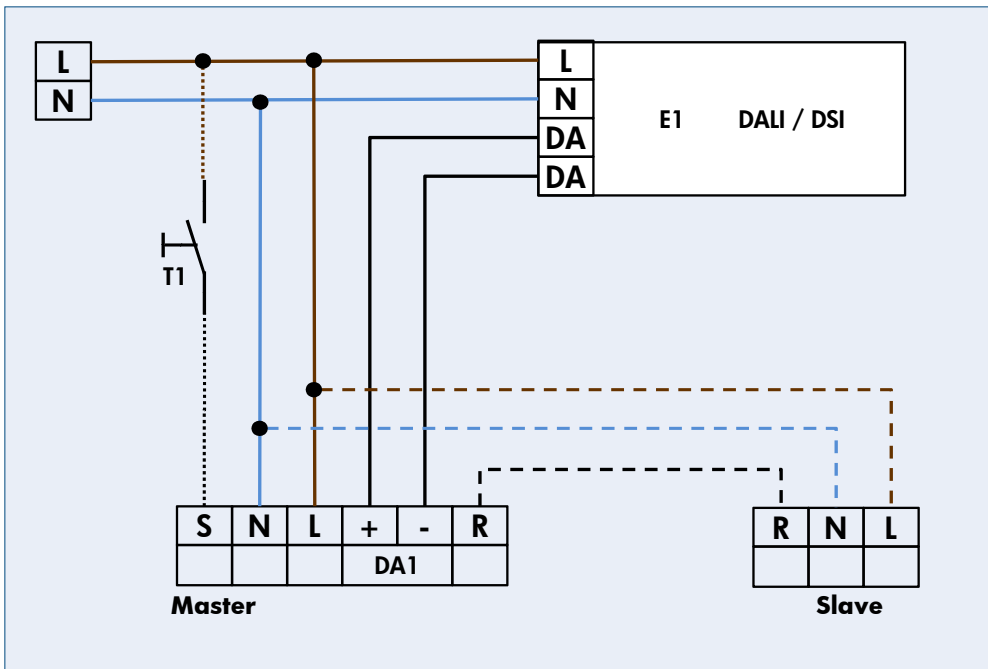 L
N
L
N
DA
DA
E1 DALI / DSI
T1
S N L + - R
DA1
Master
R N L
Slave